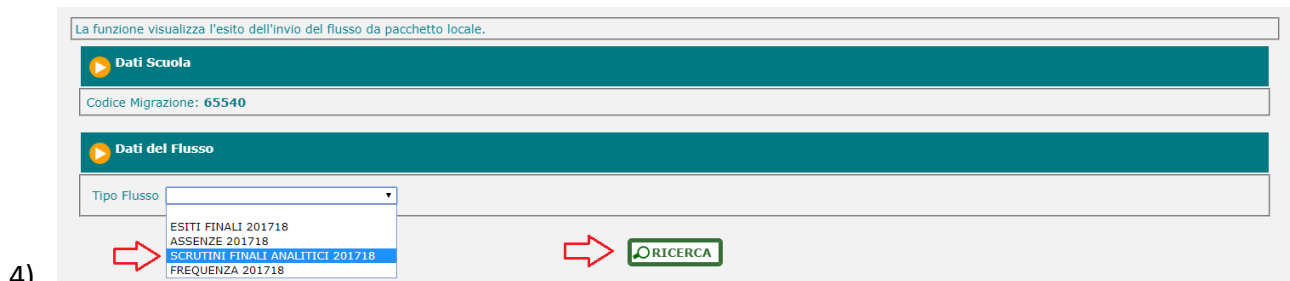 La funzione visualizza l'esito dell'invio del flusso da pacchetto locale.
Dati Scuola
Codice Migrazione: 65540
Dati del Flusso
Tipo Flusso
ESITI FINALI 201718
ASSENZE 201718
SCRUTINI FINALI ANALITICI 201718
RICERCA
FREQUENZA 201718
4)